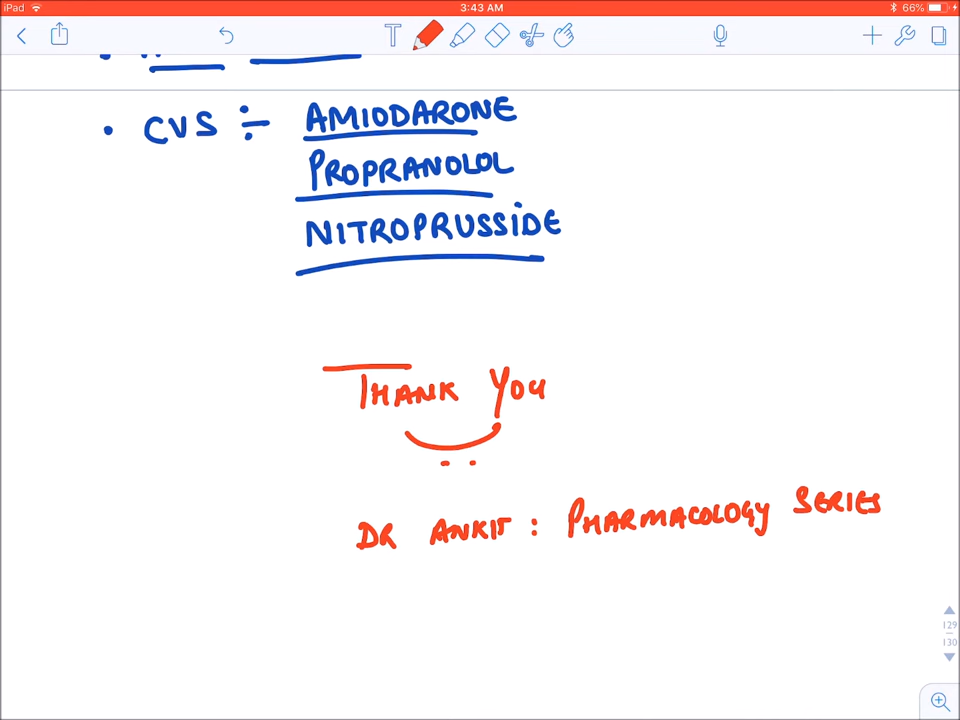 iPad 3:43 AM 66%
T
• CVS ÷ AMIODARONE
PROPRANOLOL
NITROPRUSSIDE
THANK YOU
DR ANKIT : PHARMACOLOGY SERIES
129
130